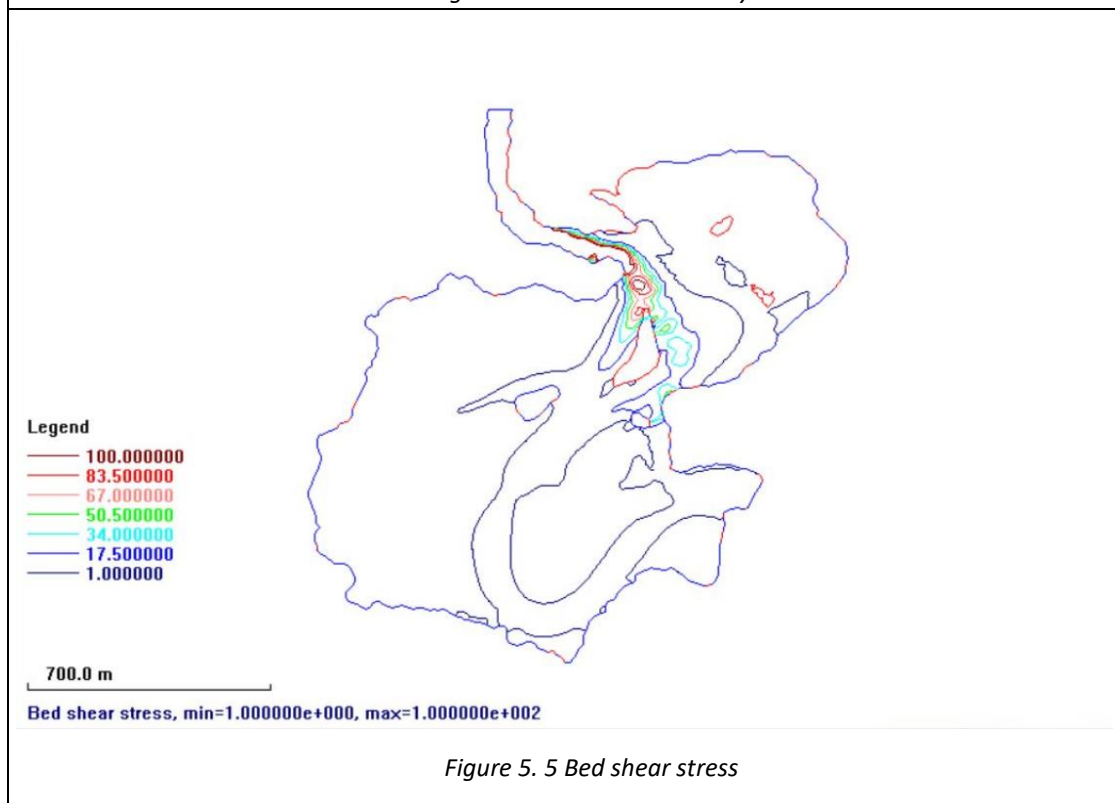 Legend
100.000000
83.500000
67.000000
50.500000
34.000000
17.500000
1.000000
700.0 m
Bed shear stress, min=1.000000e+000, max=1.000000e+002
Figure 5. 5 Bed shear stress